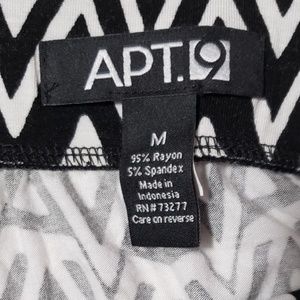 APT.9
M
95% Rayon
5% Spandex
Made in
Indonesia
RN# 73277
Care on reverse